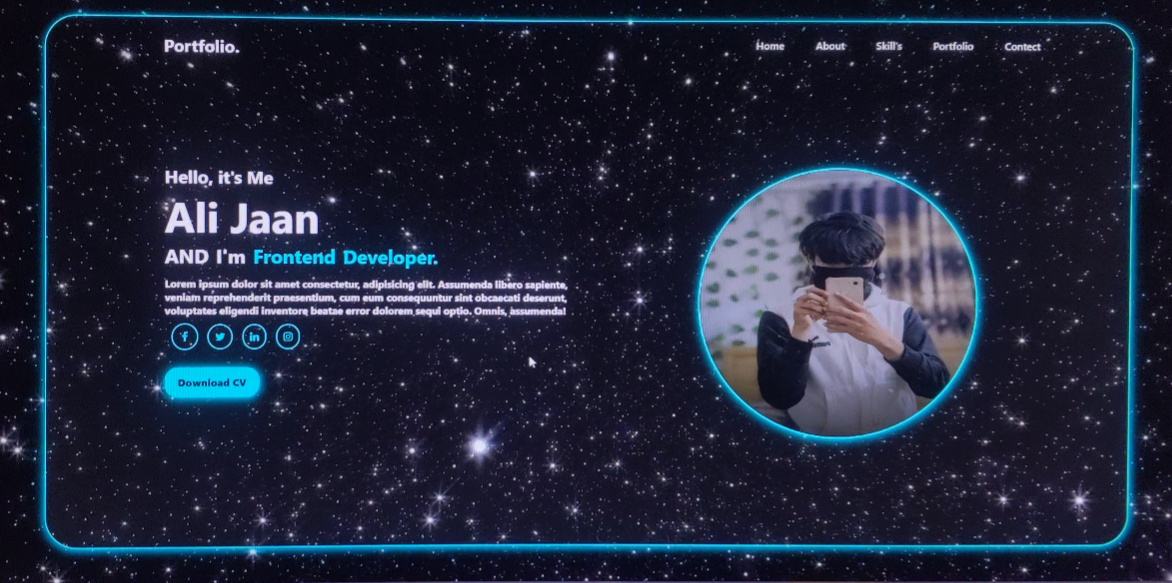 Portfolio.
Home About Skill's Portfolio Contact
Hello, it's Me
Ali Jaan
AND I'm Frontend Developer.
Lorem ipsum dolor sit amet consectetur, adipisicing elit. Assumenda libero sapiente,
veniam reprehenderit praesentium, cum eum consequuntur sint obcaecati deserunt,
voluptates eligendi inventore beatae error dolorem sequi optio. Omnis, assumenda!
f in
Download CV